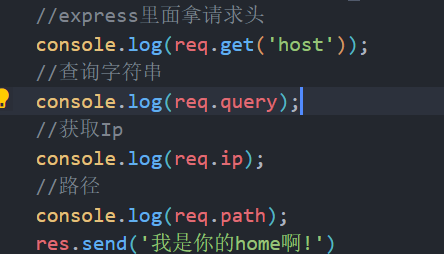 //express里面拿请求头
console.log(req.get('host'));
//查询字符串
console.log(req.query);
//获取Ip
console.log(req.ip);
//路径
console.log(req.path);
res.send('我是你的home啊!')